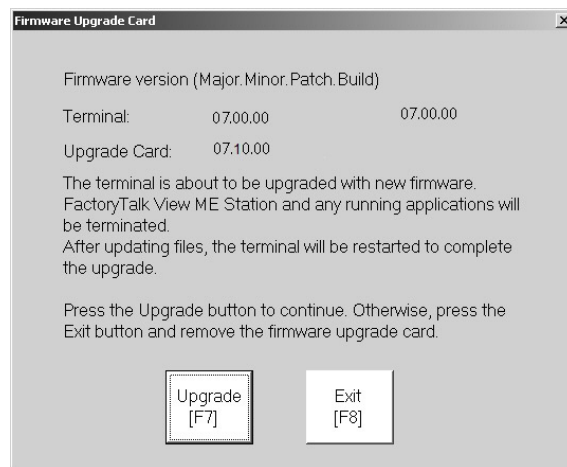 Firmware Upgrade Card
Firmware version (Major.Minor.Patch.Build)
Terminal: 07.00.00 07.00.00
Upgrade Card: 07.10.00
The terminal is about to be upgraded with new firmware.
FactoryTalk View ME Station and any running applications will
be terminated.
After updating files, the terminal will be restarted to complete
the upgrade.
Press the Upgrade button to continue. Otherwise, press the
Exit button and remove the firmware upgrade card.
Upgrade
[F7]
Exit
[F8]